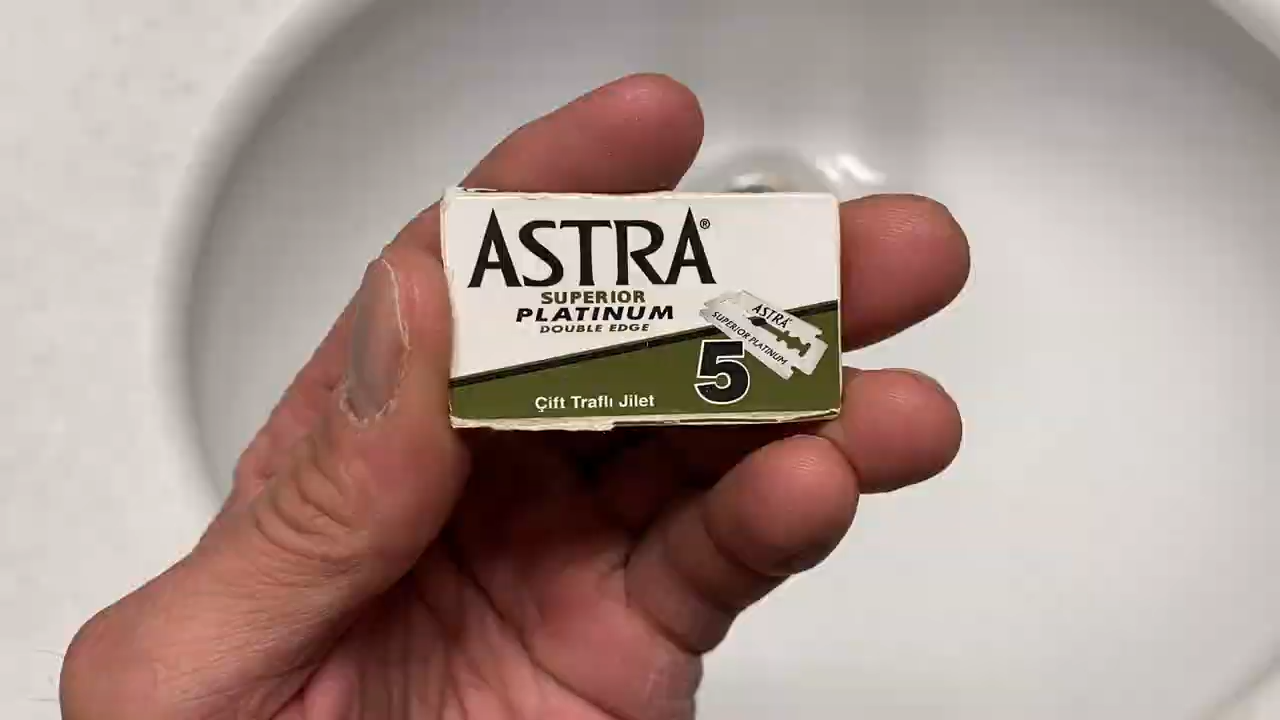 ASTRA®
SUPERIOR
PLATINUM
DOUBLE EDGE
ASTRA
SUPERIOR PLATINUM
5
Çift Traflı Jilet